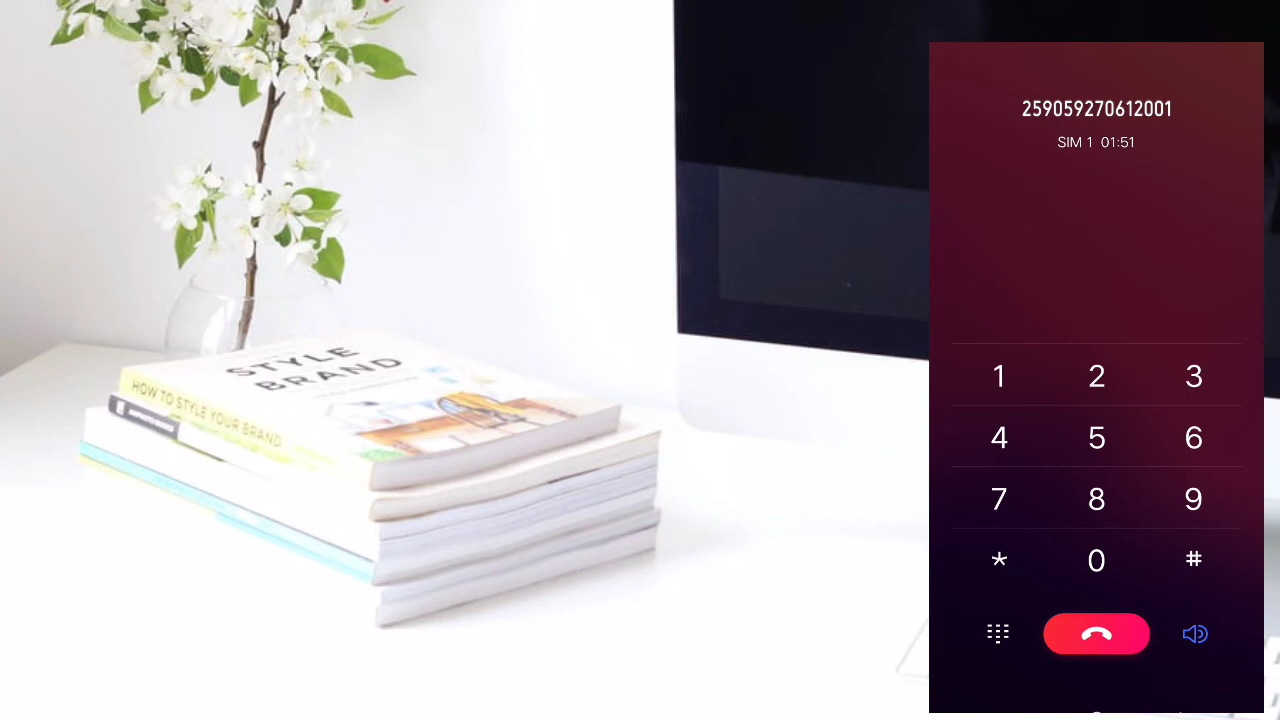 STYLE
BRAND
HOW TO STYLE YOUR BRAND
259059270612001
SIM 1 01:51
1 2 3
4 5 6
7 8 9
* 0 #